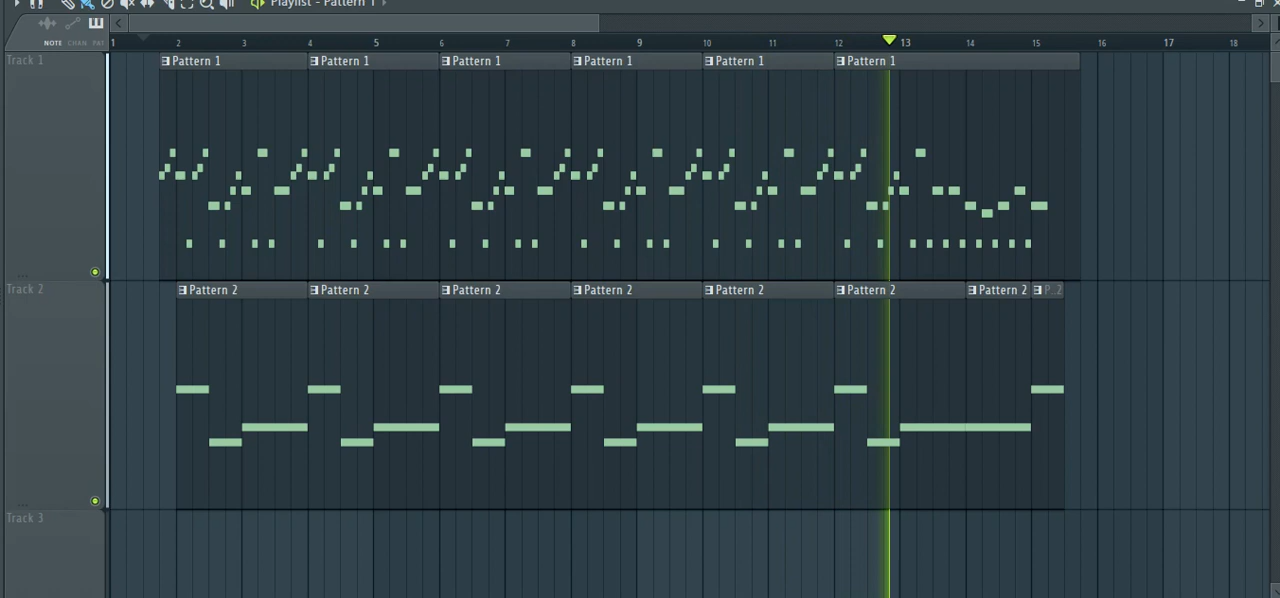 Playlist - Pattern 1
NOTE CHAN PAT
1 2 3 4 5 6 7 8 9 10 11 12 13 14 15 16 17 18
Track 1
Pattern 1 Pattern 1 Pattern 1 Pattern 1 Pattern 1 Pattern 1
Track 2
Pattern 2 Pattern 2 Pattern 2 Pattern 2 Pattern 2 Pattern 2 Pattern 2 P..2
Track 3